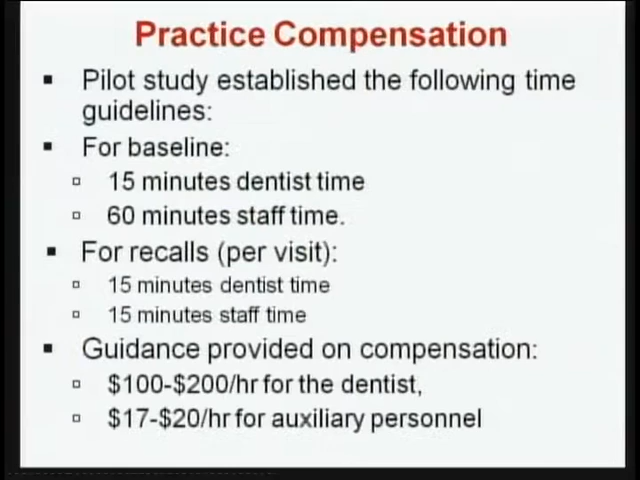 Practice Compensation
▪ Pilot study established the following time
guidelines:
▪ For baseline:
▫ 15 minutes dentist time
▫ 60 minutes staff time.
▪ For recalls (per visit):
▫ 15 minutes dentist time
▫ 15 minutes staff time
▪ Guidance provided on compensation:
▫ $100-$200/hr for the dentist,
▫ $17-$20/hr for auxiliary personnel